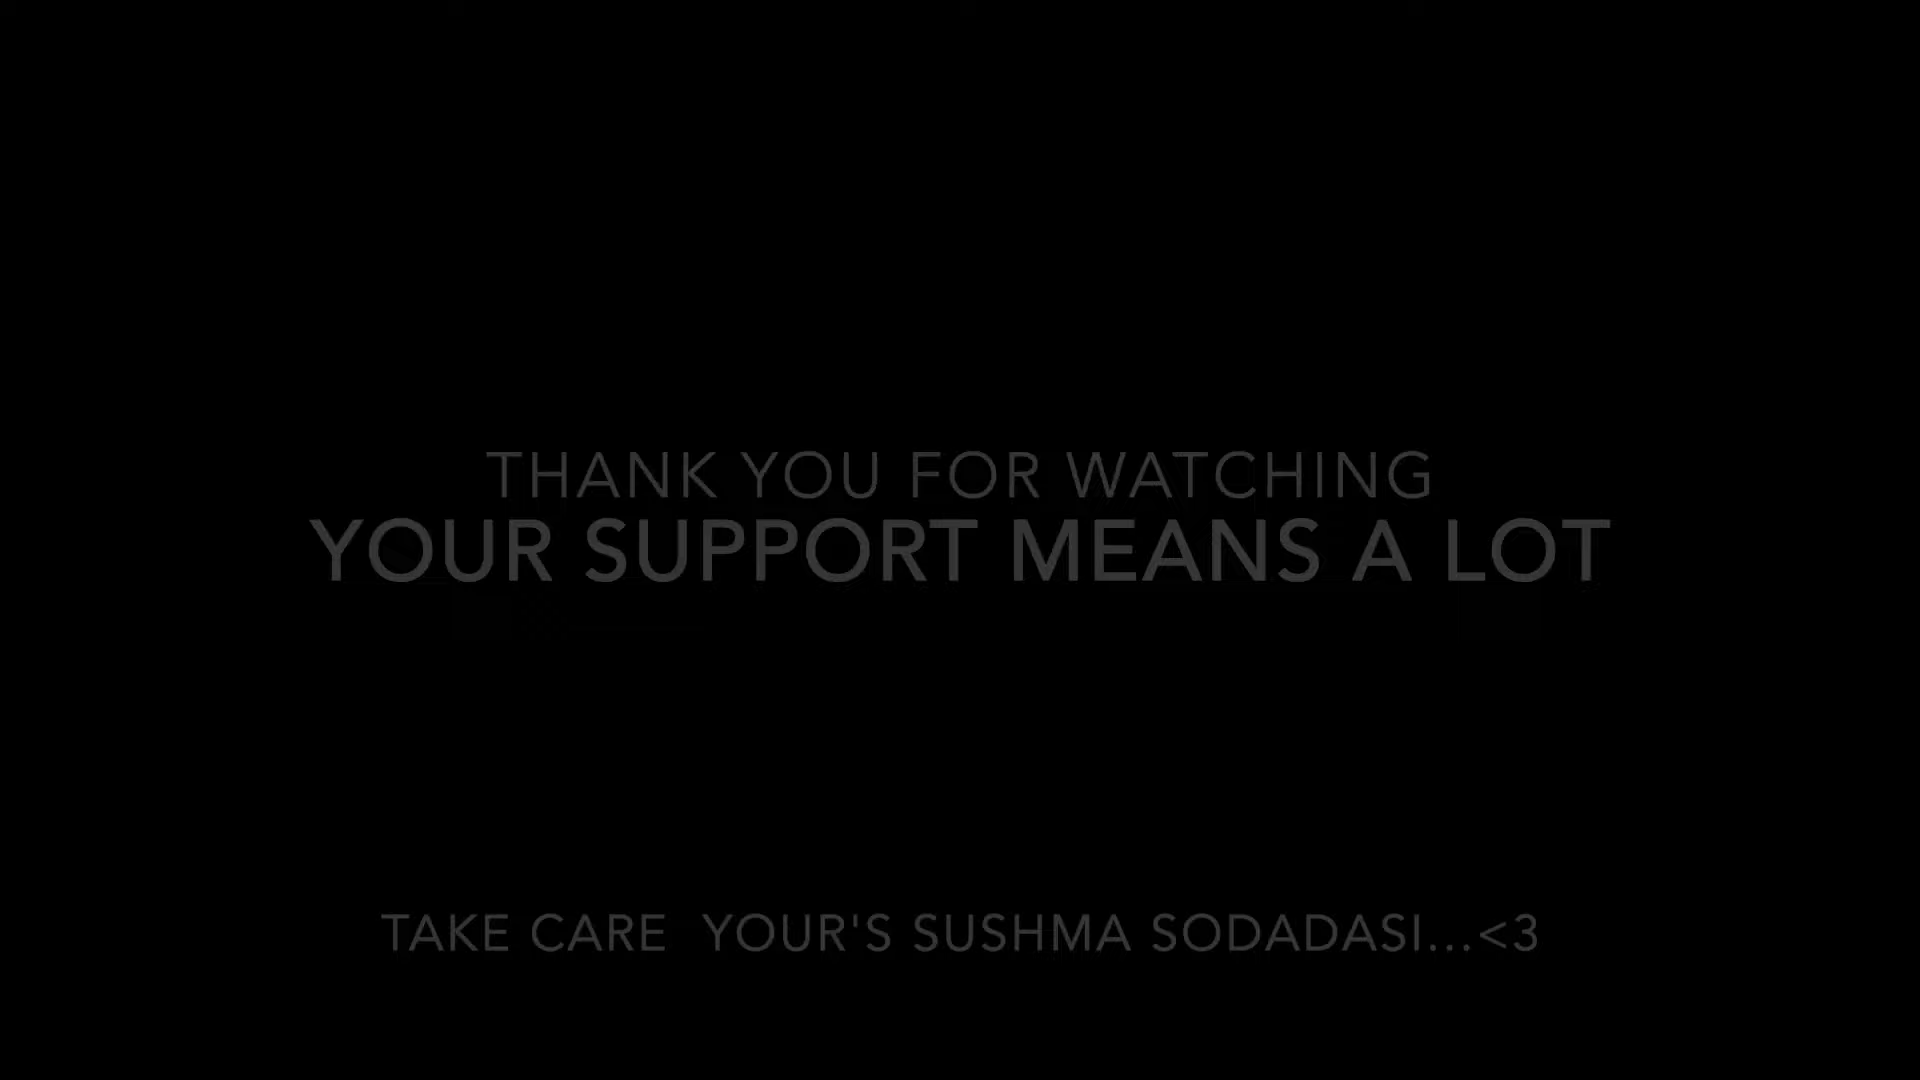 THANK YOU FOR WATCHING
YOUR SUPPORT MEANS A LOT
TAKE CARE  YOUR'S SUSHMA SODADASI...<3